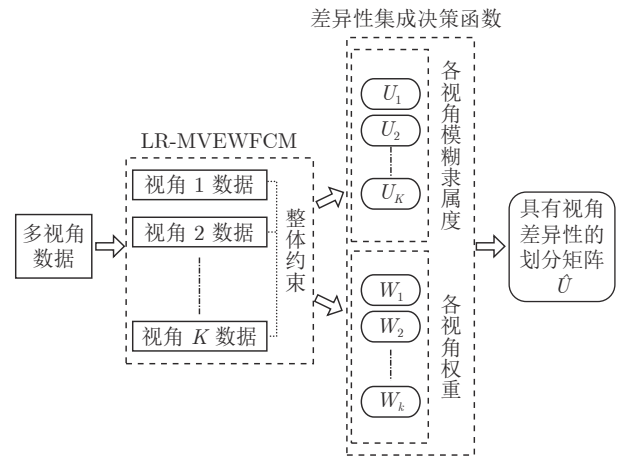 差异性集成决策函数
LR-MVEWFCM
多视角
数据
视角 1 数据
视角 2 数据
视角 K 数据
整体约束
U₁
U₂
U_K
各视角模糊隶属度
W₁
W₂
W_k
各视角权重
具有视角
差异性的
划分矩阵
Û